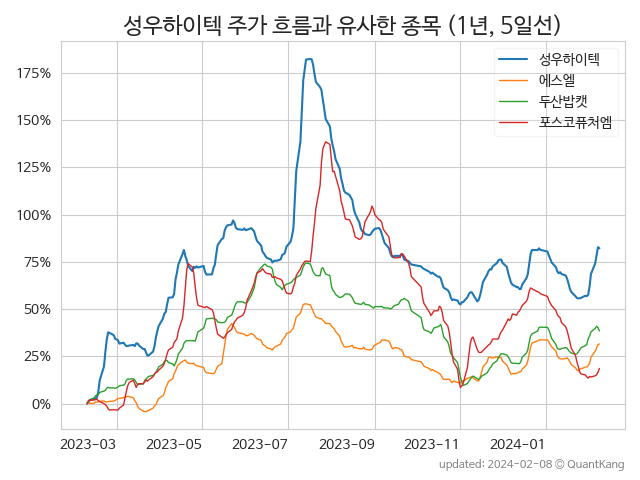 성우하이텍 주가 흐름과 유사한 종목 (1년, 5일선)
성우하이텍
에스엘
두산밥캣
포스코퓨처엠
175%
150%
125%
100%
75%
50%
25%
0%
2023-03 2023-05 2023-07 2023-09 2023-11 2024-01
updated: 2024-02-08 © QuantKang